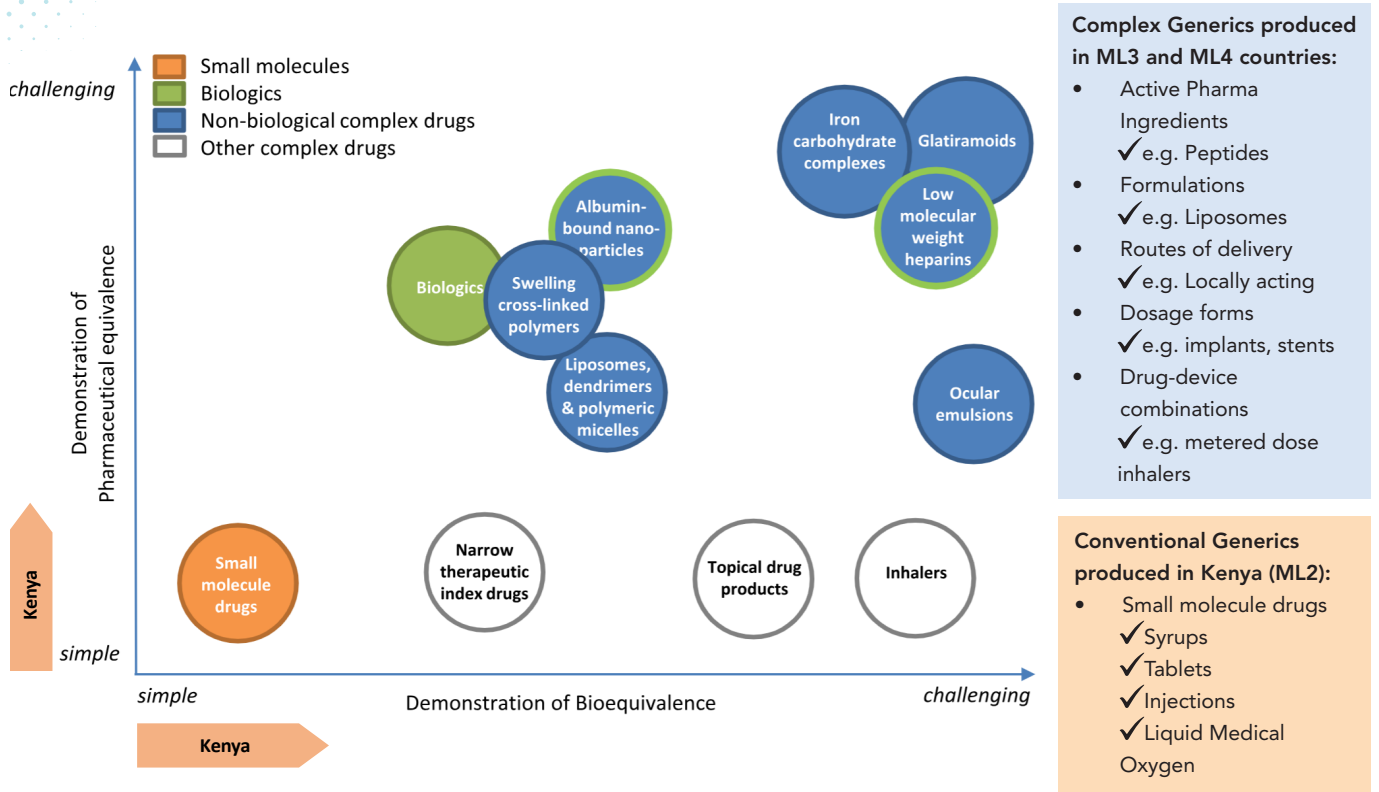 challenging
Small molecules
Biologics
Non-biological complex drugs
Other complex drugs
Demonstration of
Pharmaceutical equivalence
Iron
carbohydrate
complexes
Glatiramoids
Low
molecular
weight
heparins
Albumin-
bound nano-
particles
Biologics
Swelling
cross-linked
polymers
Liposomes,
dendrimers
& polymeric
micelles
Ocular
emulsions
Small
molecule
drugs
Narrow
therapeutic
index drugs
Topical drug
products
Inhalers
Kenya
simple
simple
Demonstration of Bioequivalence
challenging
Kenya
Complex Generics produced
in ML3 and ML4 countries:
• Active Pharma
Ingredients
✓e.g. Peptides
• Formulations
✓e.g. Liposomes
• Routes of delivery
✓e.g. Locally acting
• Dosage forms
✓e.g. implants, stents
• Drug-device
combinations
✓e.g. metered dose
inhalers
Conventional Generics
produced in Kenya (ML2):
• Small molecule drugs
✓Syrups
✓Tablets
✓Injections
✓Liquid Medical
Oxygen